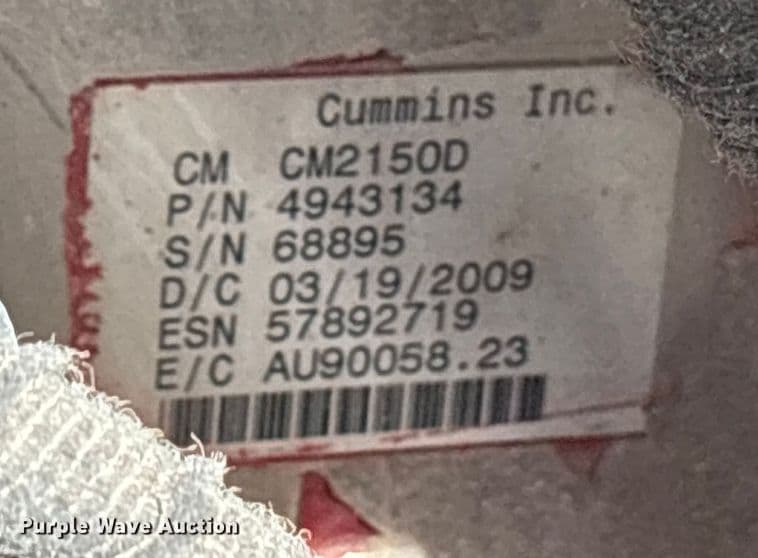 Cummins Inc.
CM CM2150D
P/N 4943134
S/N 68895
D/C 03/19/2009
ESN 57892719
E/C AU90058.23
Purple Wave Auction